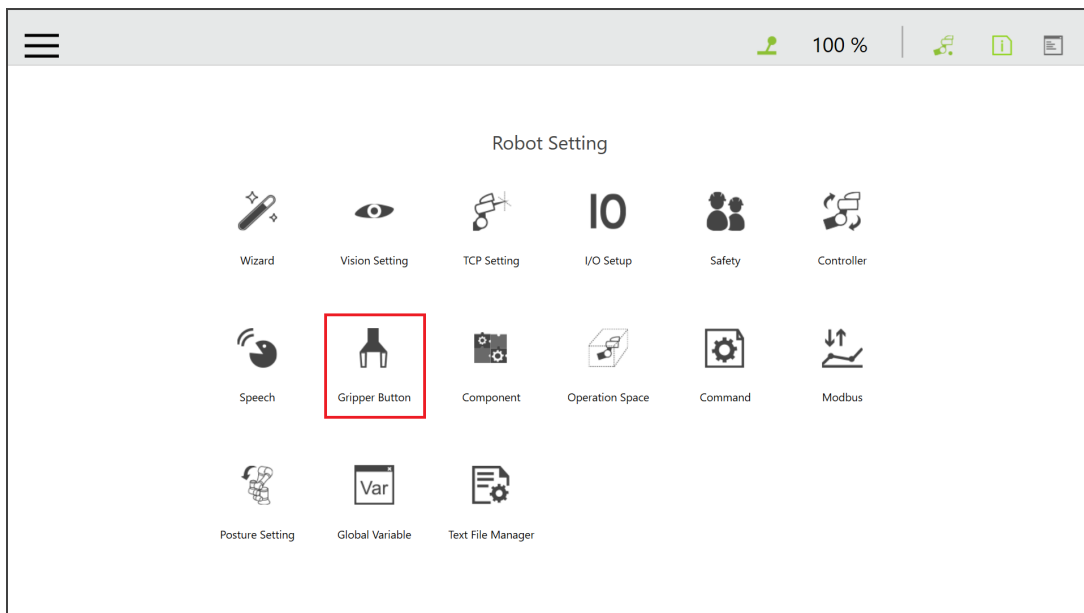 100 %
Robot Setting
IO
Wizard Vision Setting TCP Setting I/O Setup Safety Controller
Speech Gripper Button Component Operation Space Command Modbus
Var
Posture Setting Global Variable Text File Manager